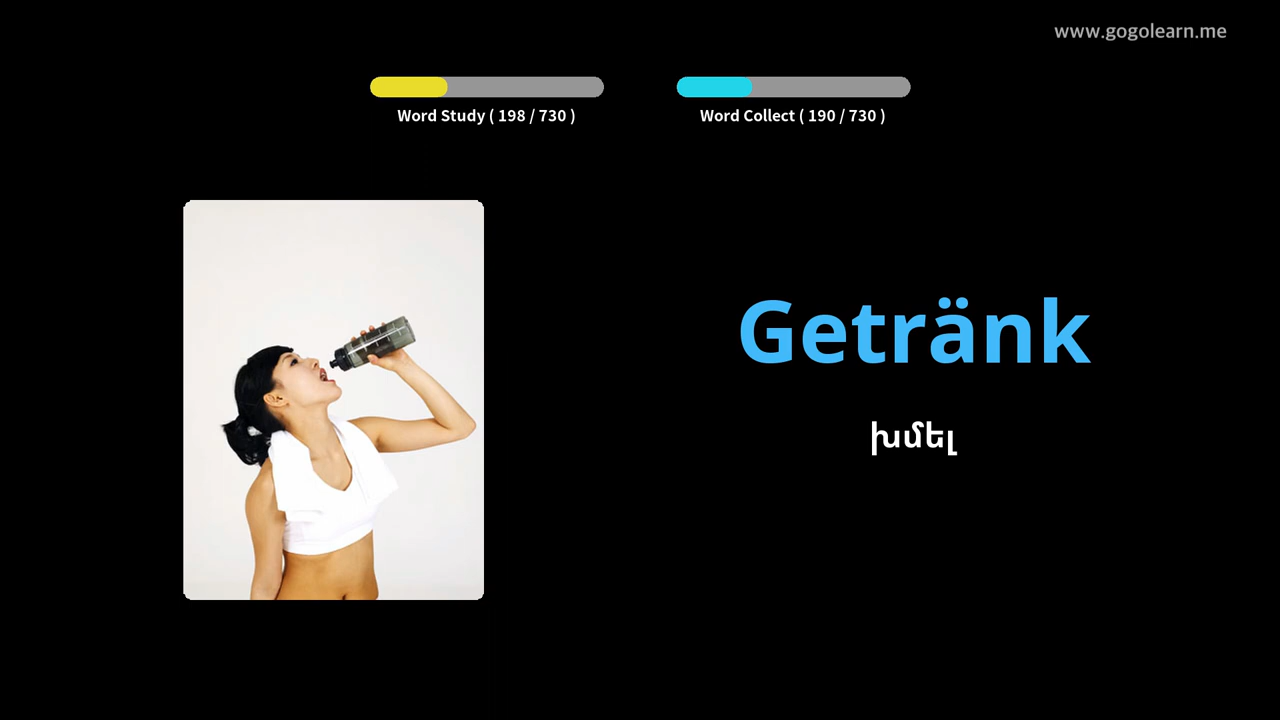 www.gogolearn.me
Word Study ( 198 / 730 )
Word Collect ( 190 / 730 )
Getränk
խմել